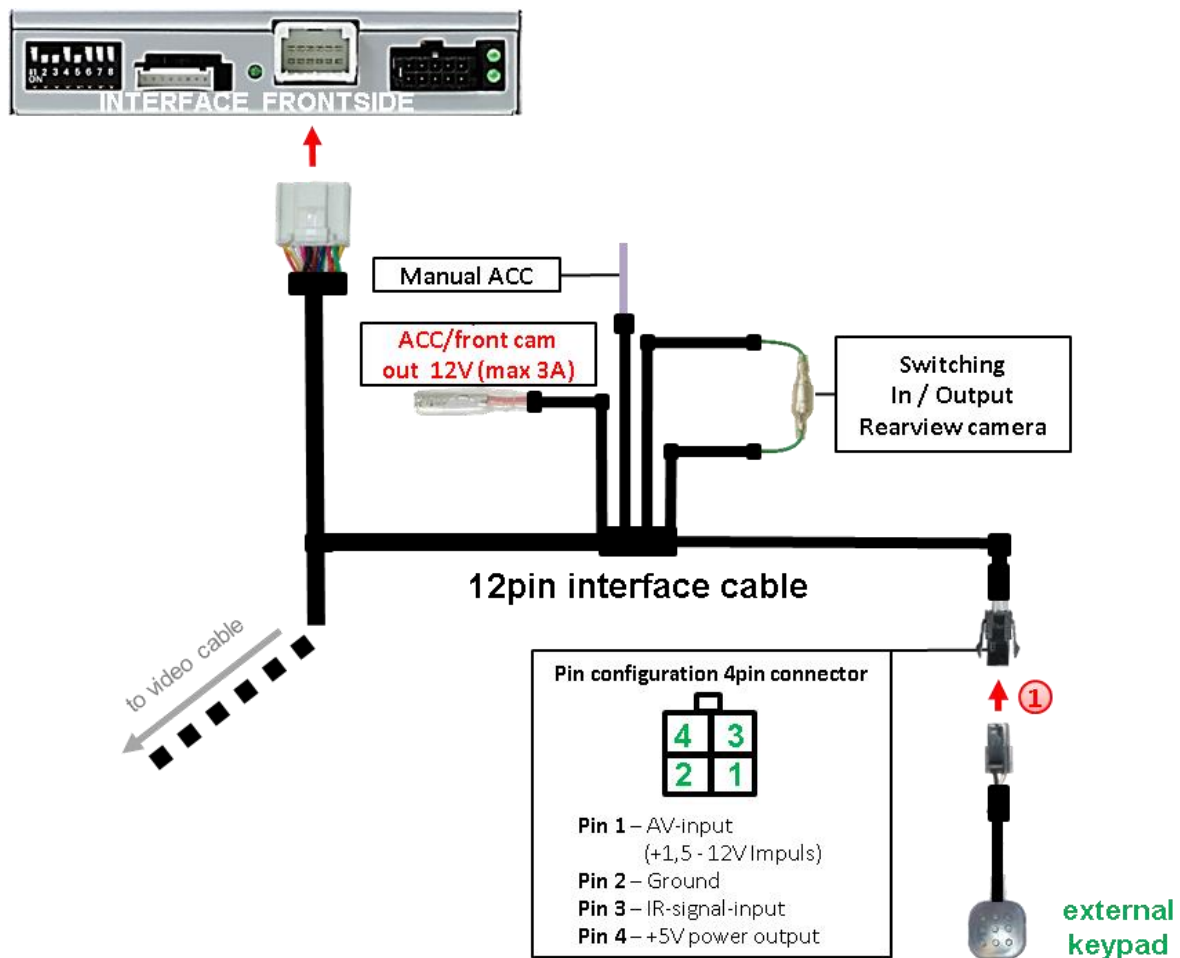 1 2 3 4 5 6 7 8
ON
INTERFACE FRONTSIDE
Manual ACC
ACC/front cam
out 12V (max 3A)
Switching
In / Output
Rearview camera
12pin interface cable
to video cable
Pin configuration 4pin connector
4 3
2 1
Pin 1 – AV-input
(+1,5 - 12V Impuls)
Pin 2 – Ground
Pin 3 – IR-signal-input
Pin 4 – +5V power output
1
external
keypad